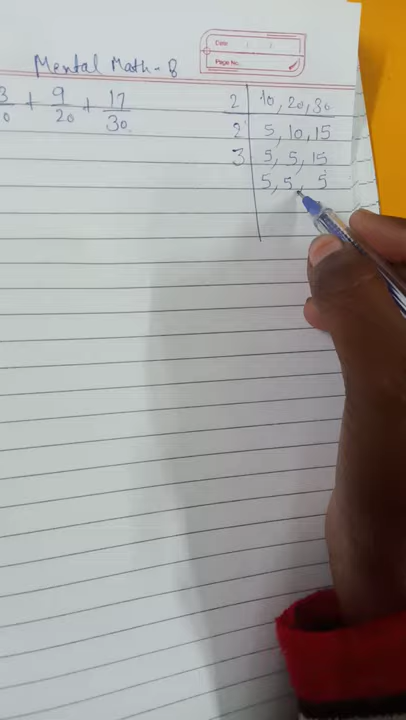 Date / /
Mental Math - 8
Page No.
+ 9/20 + 17/30
2 | 10, 20, 30
2 | 5, 10, 15
3 | 5, 5, 15
5, 5, 5